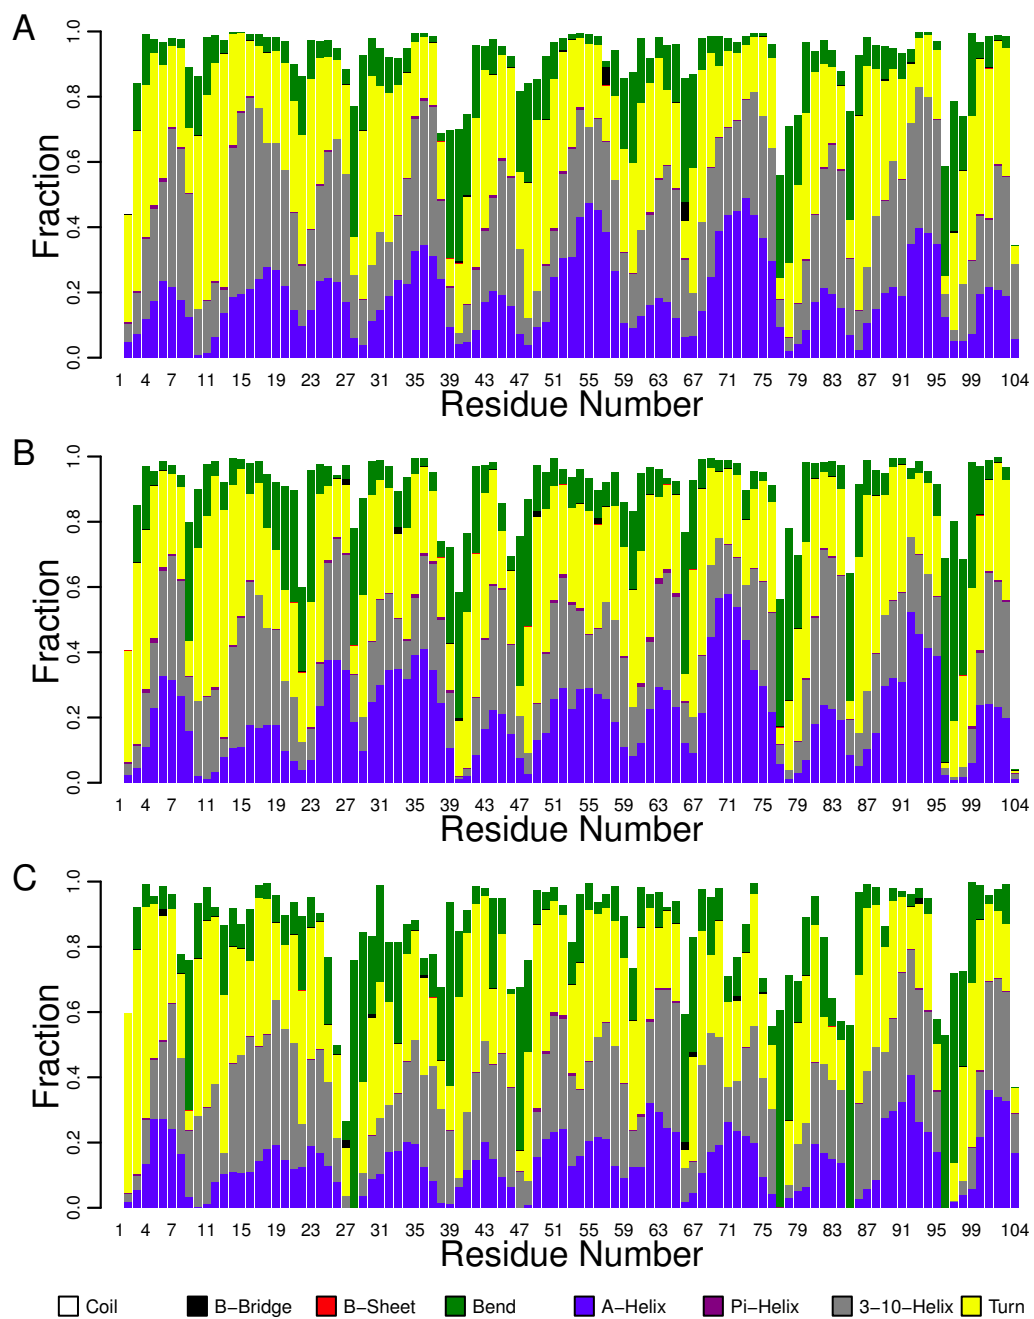 A
1.0
0.8
0.6
0.4
0.2
0.0
Fraction
1 4 7 11 15 19 23 27 31 35 39 43 47 51 55 59 63 67 71 75 79 83 87 91 95 99 104
Residue Number
B
1.0
0.8
0.6
0.4
0.2
0.0
Fraction
1 4 7 11 15 19 23 27 31 35 39 43 47 51 55 59 63 67 71 75 79 83 87 91 95 99 104
Residue Number
C
1.0
0.8
0.6
0.4
0.2
0.0
Fraction
1 4 7 11 15 19 23 27 31 35 39 43 47 51 55 59 63 67 71 75 79 83 87 91 95 99 104
Residue Number
Coil B−Bridge B−Sheet Bend A−Helix Pi−Helix 3−10−Helix Turn